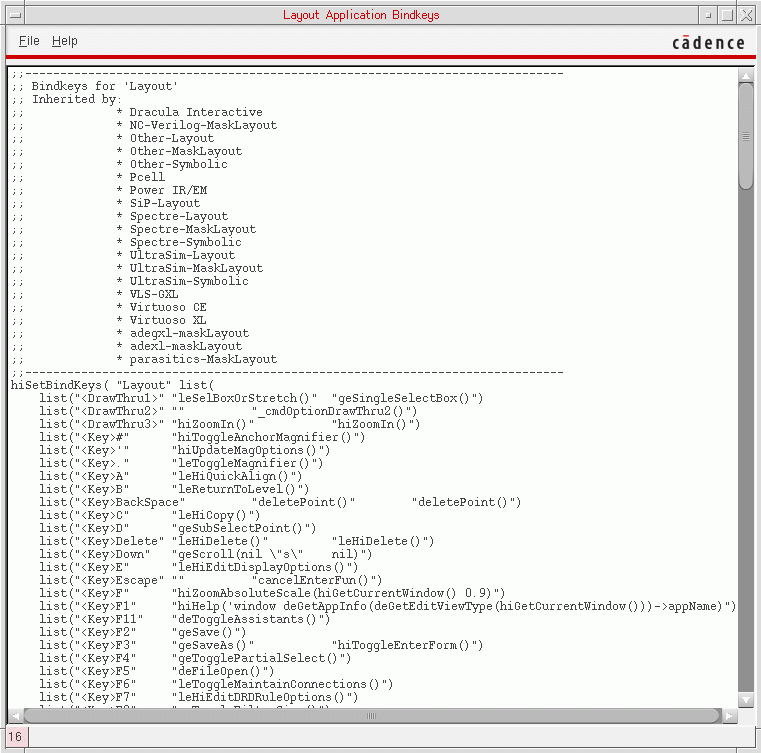 Layout Application Bindkeys
File Help
cādence
;;-----------------------------------------------------------------------------
;; Bindkeys for 'Layout'
;; Inherited by:
;;             * Dracula Interactive
;;             * NC-Verilog-MaskLayout
;;             * Other-Layout
;;             * Other-MaskLayout
;;             * Other-Symbolic
;;             * Pcell
;;             * Power IR/EM
;;             * SiP-Layout
;;             * Spectre-Layout
;;             * Spectre-MaskLayout
;;             * Spectre-Symbolic
;;             * UltraSim-Layout
;;             * UltraSim-MaskLayout
;;             * UltraSim-Symbolic
;;             * VLS-GXL
;;             * Virtuoso CE
;;             * Virtuoso XL
;;             * adegxl-maskLayout
;;             * adexl-maskLayout
;;             * parasitics-MaskLayout
;;-----------------------------------------------------------------------------
hiSetBindKeys( "Layout" list(
    list("<DrawThru1>" "leSelBoxOrStretch()"  "geSingleSelectBox()")
    list("<DrawThru2>" ""          "_cmdOptionDrawThru2()")
    list("<DrawThru3>" "hiZoomIn()"           "hiZoomIn()")
    list("<Key>#"      "hiToggleAnchorMagnifier()")
    list("<Key>'"      "hiUpdateMagOptions()")
    list("<Key>."      "leToggleMagnifier()")
    list("<Key>A"      "leHiQuickAlign()")
    list("<Key>B"      "leReturnToLevel()")
    list("<Key>BackSpace"          "deletePoint()"        "deletePoint()")
    list("<Key>C"      "leHiCopy()")
    list("<Key>D"      "geSubSelectPoint()")
    list("<Key>Delete" "leHiDelete()"         "leHiDelete()")
    list("<Key>Down"   "geScroll(nil \"s\"    nil)")
    list("<Key>E"      "leHiEditDisplayOptions()")
    list("<Key>Escape" ""          "cancelEnterFun()")
    list("<Key>F"      "hiZoomAbsoluteScale(hiGetCurrentWindow() 0.9)")
    list("<Key>F1"     "hiHelp('window deGetAppInfo(deGetEditViewType(hiGetCurrentWindow()))->appName)")
    list("<Key>F11"    "deToggleAssistants()")
    list("<Key>F2"     "geSave()")
    list("<Key>F3"     "geSaveAs()"           "hiToggleEnterForm()")
    list("<Key>F4"     "geTogglePartialSelect()")
    list("<Key>F5"     "deFileOpen()")
    list("<Key>F6"     "leToggleMaintainConnections()")
    list("<Key>F7"     "leHiEditDRDRuleOptions()")
16